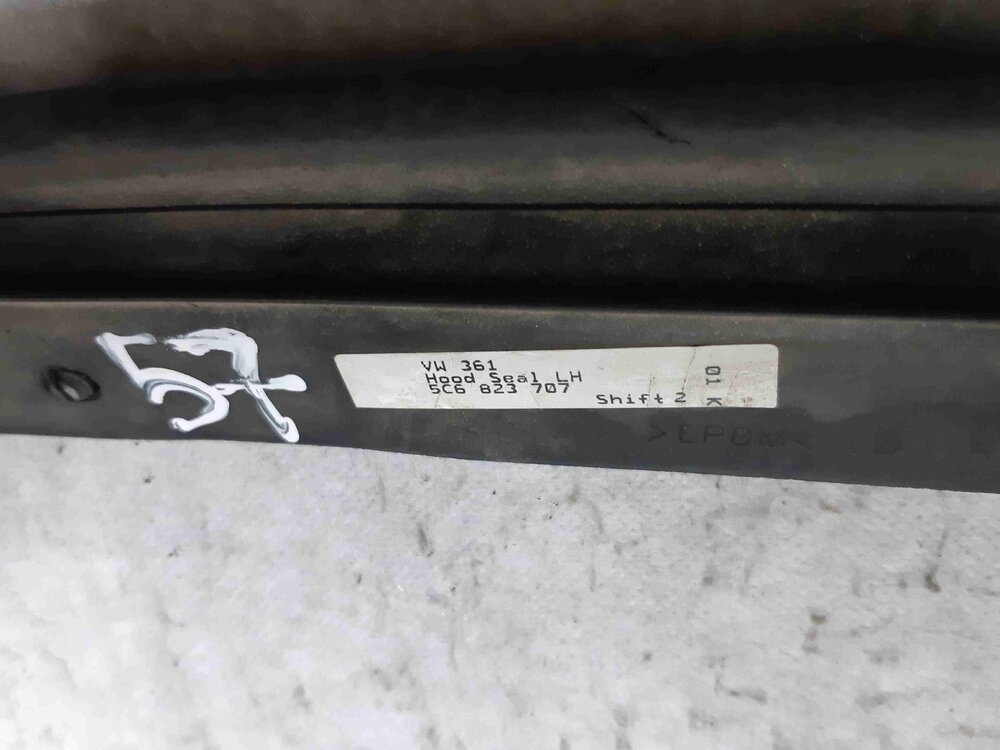 57
VW 361
Hood Seal LH
5C6 823 707
Shift 2
01 K
>EPDM<